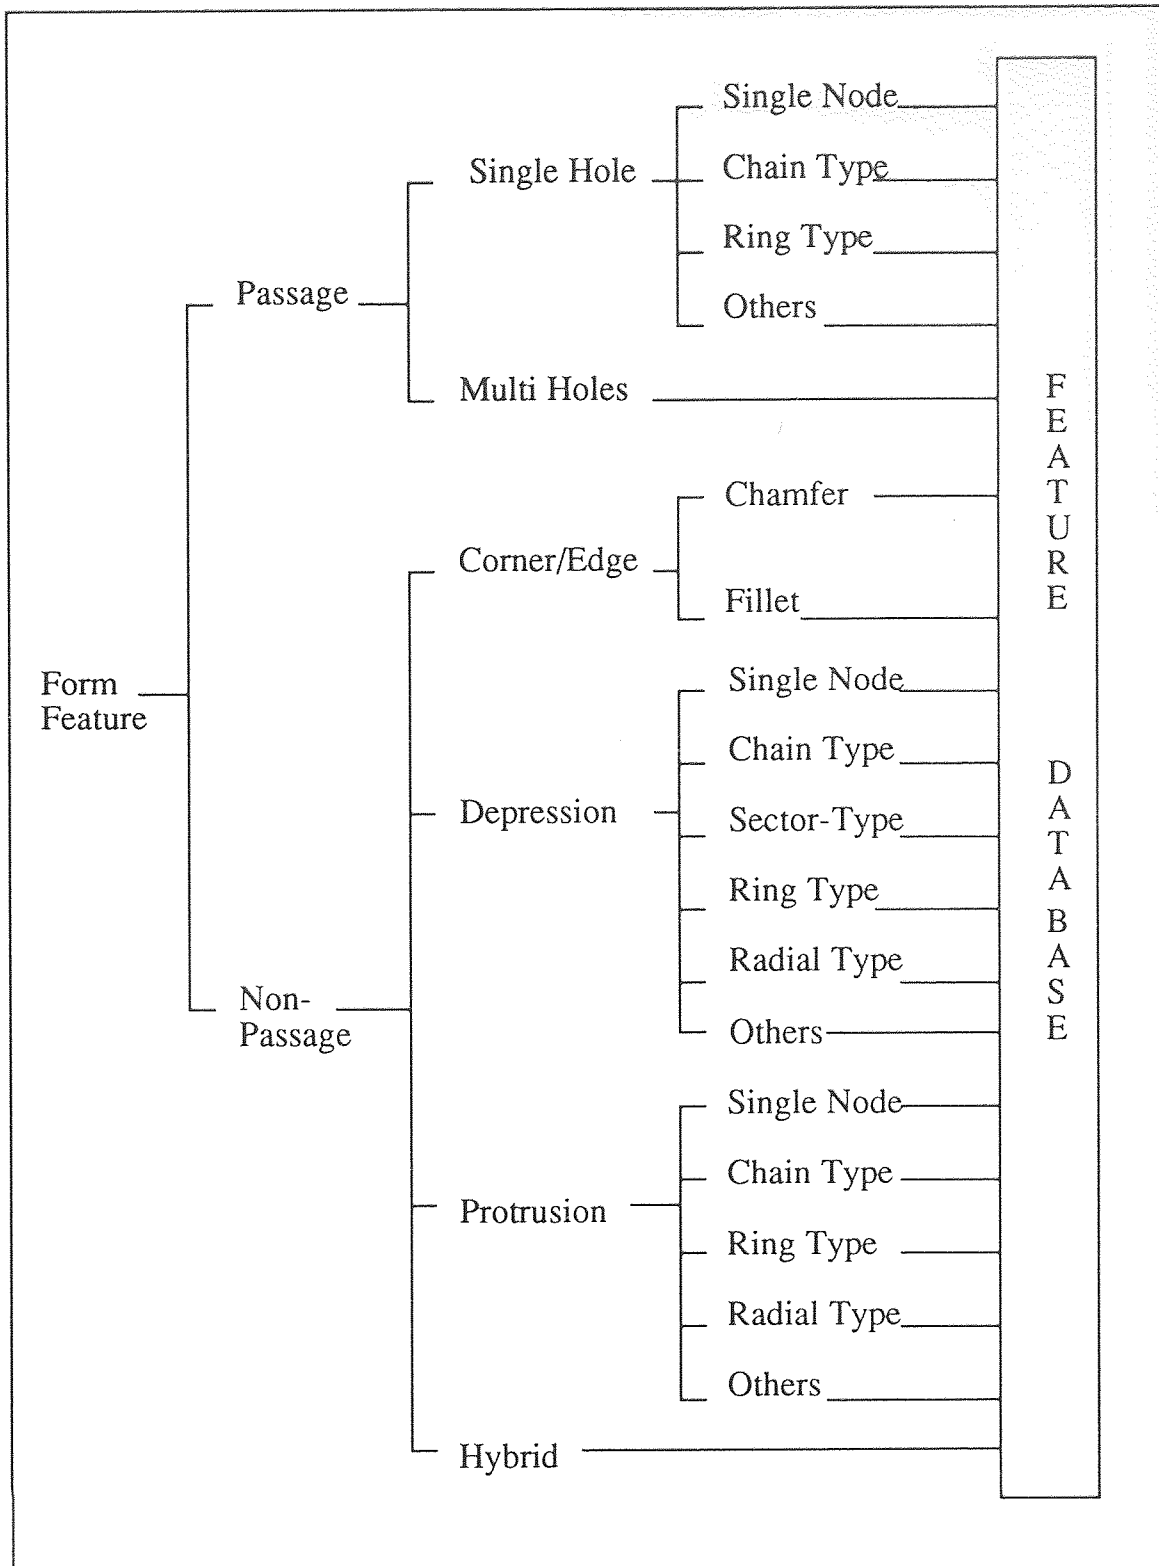 Single Node
Single Hole
Chain Type
Ring Type
Passage
Others
Multi Holes
Chamfer
Corner/Edge
Fillet
Form
Feature
Single Node
Chain Type
Depression
Sector-Type
Ring Type
Radial Type
Non-
Passage
Others
Single Node
Chain Type
Protrusion
Ring Type
Radial Type
Others
Hybrid
FEATURE
DATABASE